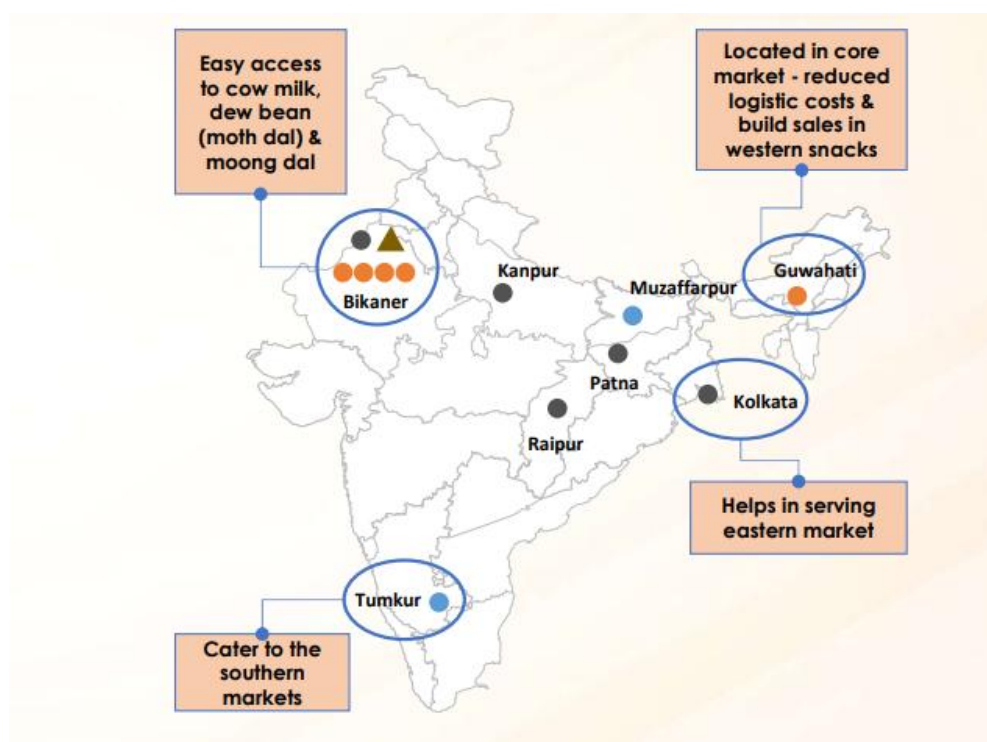 Easy access
to cow milk,
dew bean
(moth dal) &
moong dal
Located in core
market - reduced
logistic costs &
build sales in
western snacks
Bikaner
Kanpur
Muzaffarpur
Guwahati
Patna
Kolkata
Raipur
Helps in serving
eastern market
Tumkur
Cater to the
southern
markets